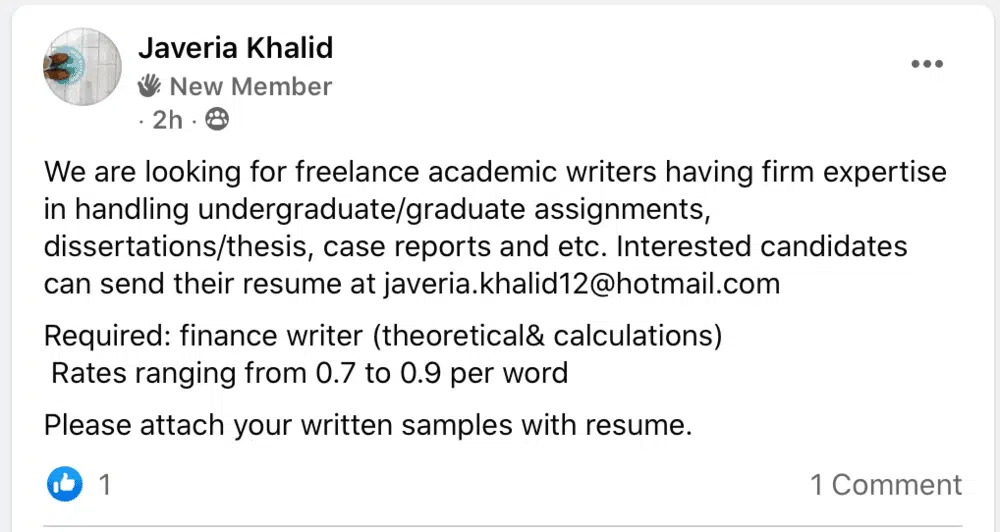 Javeria Khalid
New Member
· 2h ·
We are looking for freelance academic writers having firm expertise
in handling undergraduate/graduate assignments,
dissertations/thesis, case reports and etc. Interested candidates
can send their resume at javeria.khalid12@hotmail.com
Required: finance writer (theoretical& calculations)
Rates ranging from 0.7 to 0.9 per word
Please attach your written samples with resume.
1
1 Comment